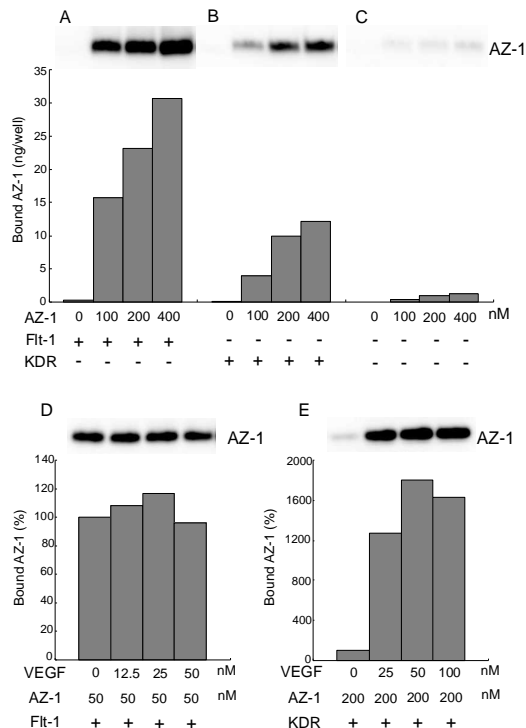 A B C
AZ-1
35
30
25
20
15
10
5
0
Bound AZ-1 (ng/well)
AZ-1 0 100 200 400 0 100 200 400 0 100 200 400 nM
Flt-1 + + + + - - - - - - - -
KDR - - - - + + + + - - - -
D E
AZ-1 AZ-1
140
120
100
80
60
40
20
0
Bound AZ-1 (%)
2000
1600
1200
800
400
0
Bound AZ-1 (%)
VEGF 0 12.5 25 50 nM
AZ-1 50 50 50 50 nM
Flt-1 + + + +
VEGF 0 25 50 100 nM
AZ-1 200 200 200 200 nM
KDR + + + +